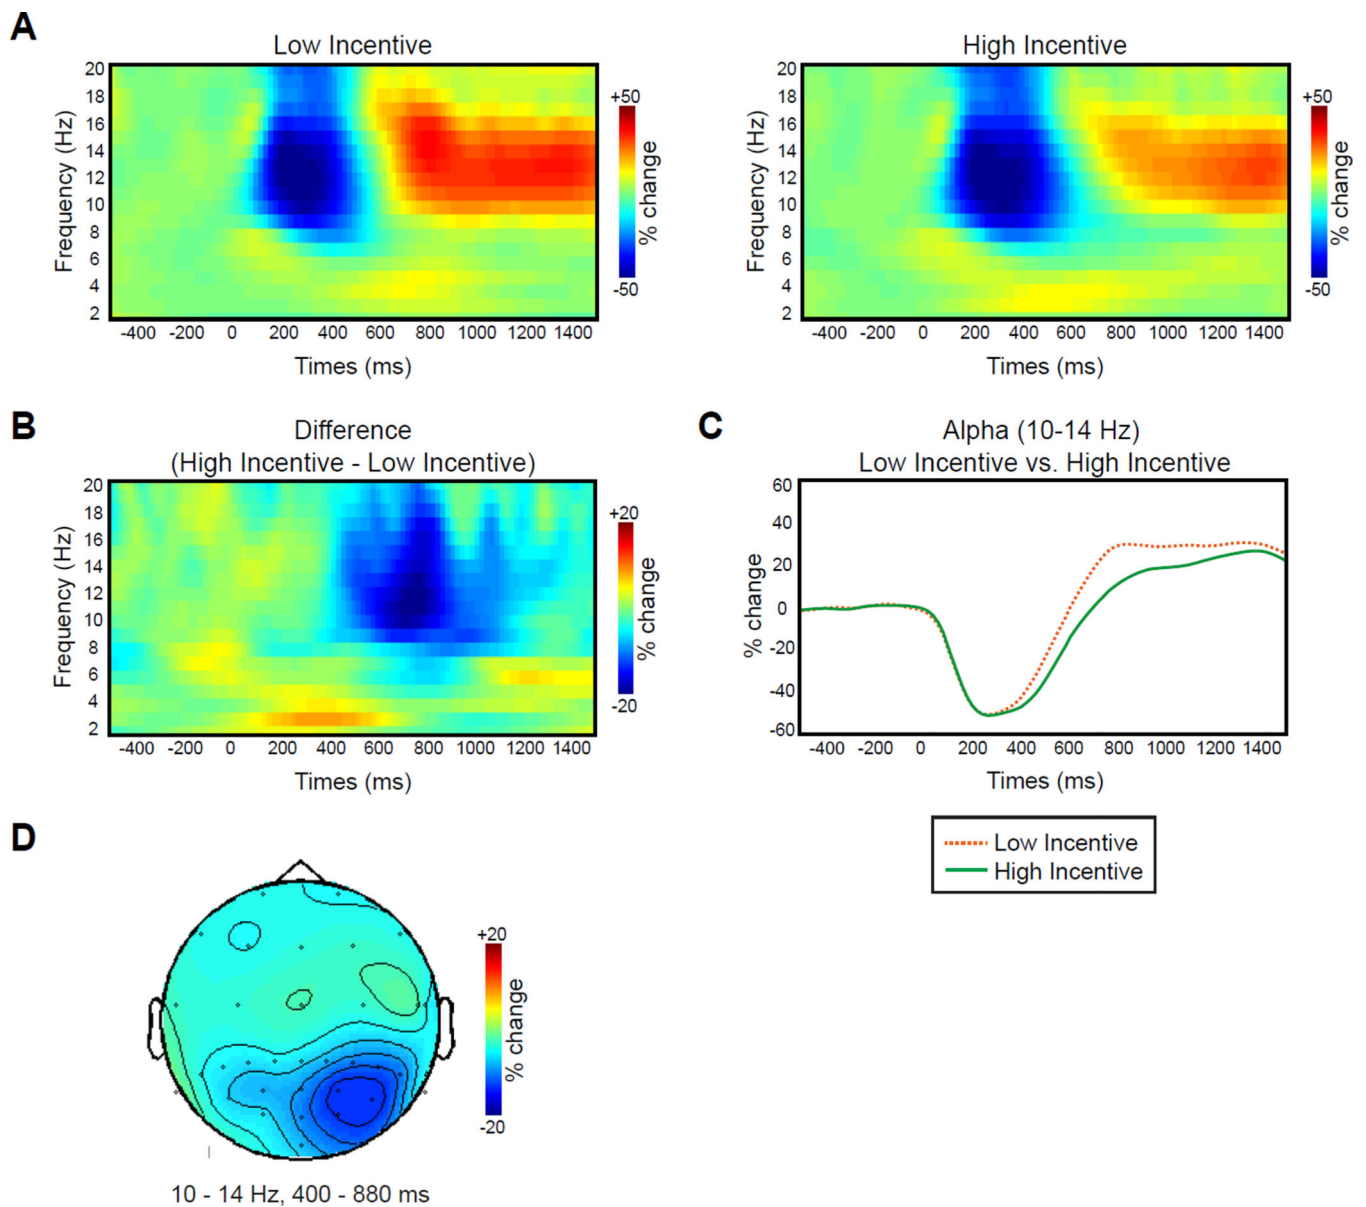 A
Low Incentive
High Incentive
20
18
16
14
12
10
8
6
4
2
Frequency (Hz)
-400 -200 0 200 400 600 800 1000 1200 1400
Times (ms)
+50
% change
-50
20
18
16
14
12
10
8
6
4
2
Frequency (Hz)
-400 -200 0 200 400 600 800 1000 1200 1400
Times (ms)
+50
% change
-50
B
Difference
(High Incentive - Low Incentive)
20
18
16
14
12
10
8
6
4
2
Frequency (Hz)
-400 -200 0 200 400 600 800 1000 1200 1400
Times (ms)
+20
% change
-20
C
Alpha (10-14 Hz)
Low Incentive vs. High Incentive
60
40
20
0
-20
-40
-60
% change
-400 -200 0 200 400 600 800 1000 1200 1400
Times (ms)
Low Incentive
High Incentive
D
+20
% change
-20
10 - 14 Hz, 400 - 880 ms